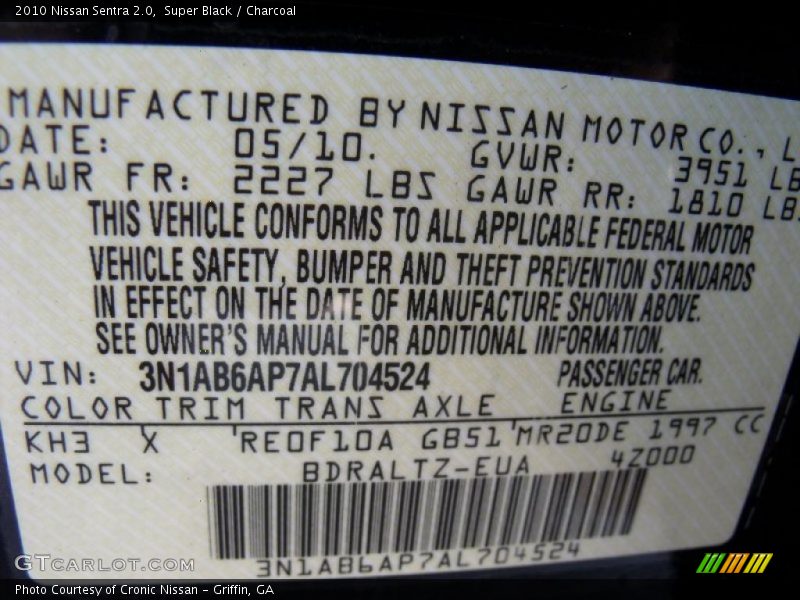 2010 Nissan Sentra 2.0,  Super Black / Charcoal
MANUFACTURED BY NISSAN MOTOR CO., L
DATE: 05/10. GVWR: 3951 LB
GAWR FR: 2227 LBS GAWR RR: 1810 LBS
THIS VEHICLE CONFORMS TO ALL APPLICABLE FEDERAL MOTOR
VEHICLE SAFETY, BUMPER AND THEFT PREVENTION STANDARDS
IN EFFECT ON THE DATE OF MANUFACTURE SHOWN ABOVE.
SEE OWNER'S MANUAL FOR ADDITIONAL INFORMATION.
VIN: 3N1AB6AP7AL704524 PASSENGER CAR.
COLOR TRIM TRANS AXLE ENGINE
KH3 X 'RE0F10A GB51'MR20DE 1997 CC
MODEL: BDRALTZ-EUA 4Z000
3N1AB6AP7AL704524
GTcarlot.com
Photo Courtesy of Cronic Nissan - Griffin, GA